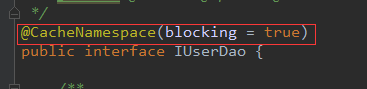 */
@CacheNamespace(blocking = true)
public interface IUserDao {
/**